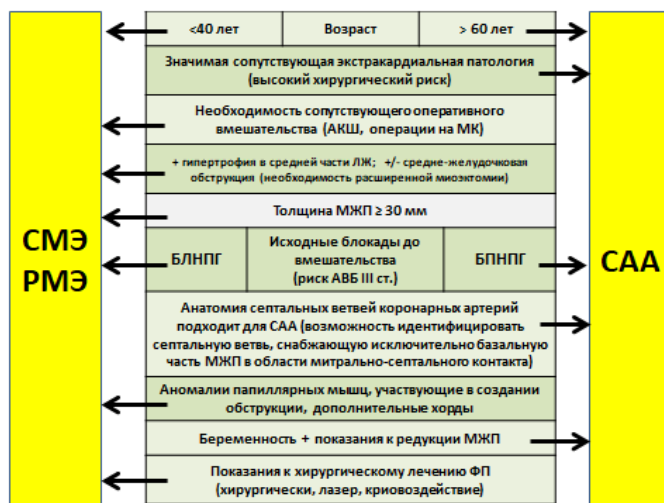 <40 лет Возраст > 60 лет
Значимая сопутствующая экстракардиальная патология
(высокий хирургический риск)
Необходимость сопутствующего оперативного
вмешательства (АКШ, операции на МК)
+ гипертрофия в средней части ЛЖ; +/- средне-желудочковая
обструкция (необходимость расширенной миоэктомии)
Толщина МЖП ≥ 30 мм
СМЭ
РМЭ
БЛНПГ
Исходные блокады до
вмешательства
(риск АВБ III ст.)
БПНПГ
САА
Анатомия септальных ветвей коронарных артерий
подходит для САА (возможность идентифицировать
септальную ветвь, снабжающую исключительно базальную
часть МЖП в области митрально-септального контакта)
Аномалии папиллярных мышц, участвующие в создании
обструкции, дополнительные хорды
Беременность + показания к редукции МЖП
Показания к хирургическому лечению ФП
(хирургически, лазер, криовоздействие)